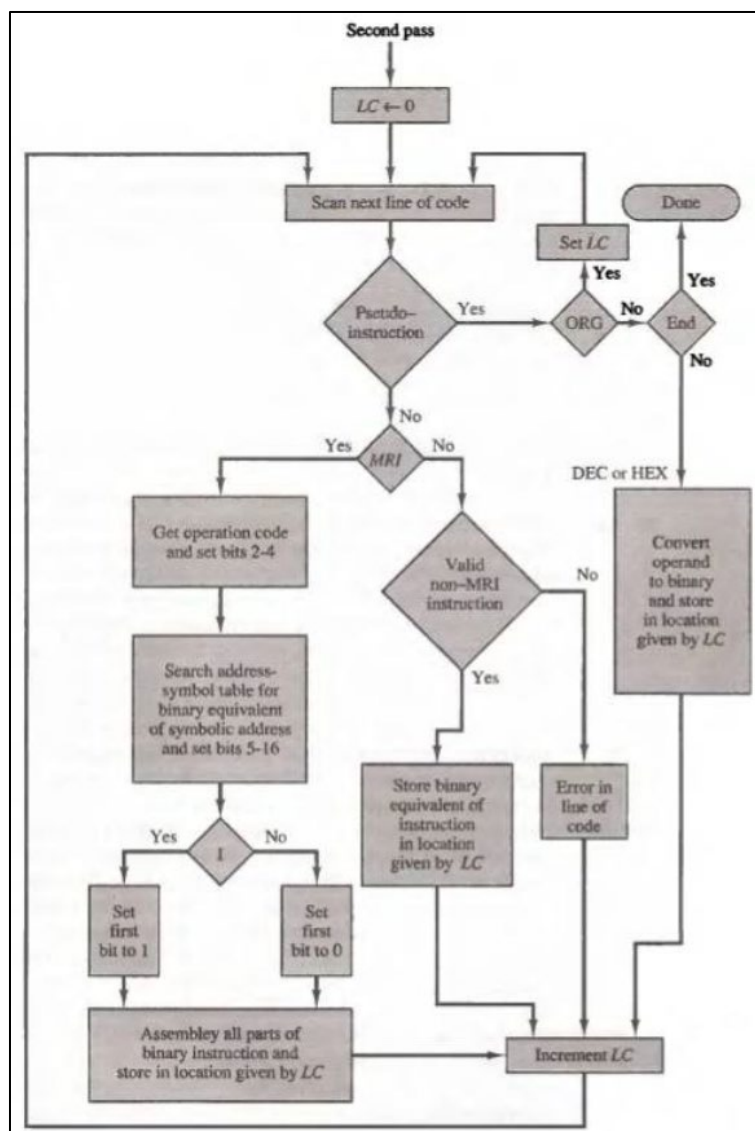 Second pass
LC ← 0
Scan next line of code
Done
Set LC
Yes
Yes
Pseudo–
instruction
Yes
ORG
No
End
No
No
Yes
MRI
No
DEC or HEX
Get operation code
and set bits 2-4
Valid
non–MRI
instruction
No
Convert
operand
to binary
and store
in location
given by LC
Search address-
symbol table for
binary equivalent
of symbolic address
and set bits 5-16
Yes
Store binary
equivalent of
instruction
in location
given by LC
Error in
line of
code
Yes
I
No
Set
first
bit to 1
Set
first
bit to 0
Assembley all parts of
binary instruction and
store in location given by LC
Increment LC